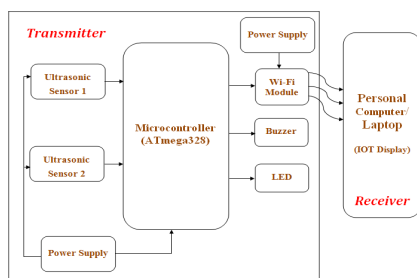 Transmitter
Power Supply
Ultrasonic
Sensor 1
Wi-Fi
Module
Personal
Computer/
Laptop
(IOT Display)
Microcontroller
(ATmega328)
Buzzer
Ultrasonic
Sensor 2
LED
Receiver
Power Supply